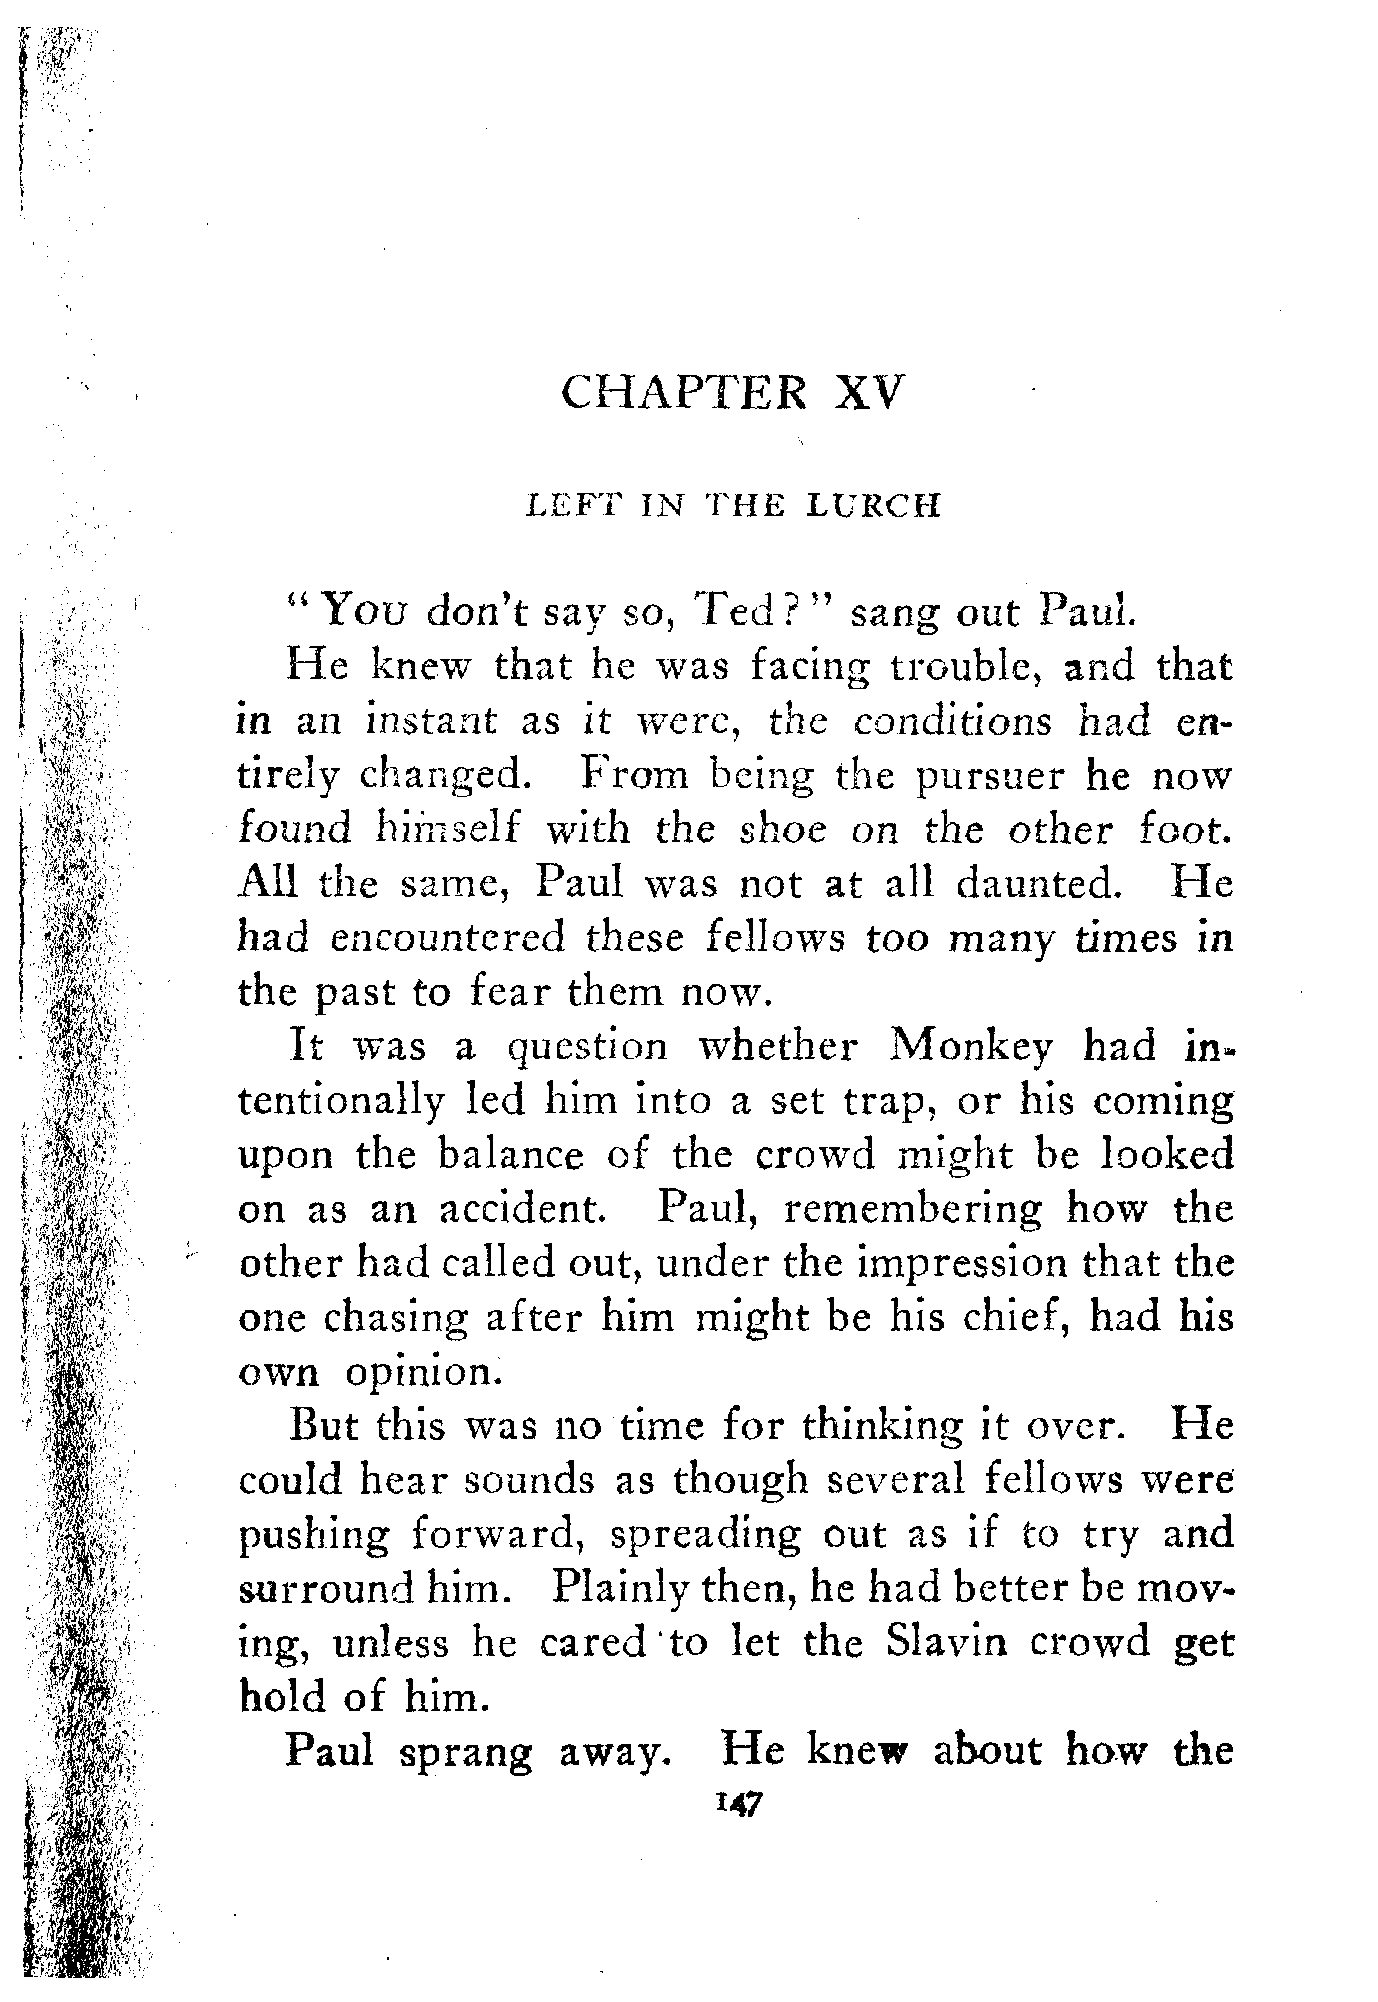 CHAPTER XV
LEFT IN THE LURCH
"You don't say so, Ted?" sang out Paul.
He knew that he was facing trouble, and that
in an instant as it were, the conditions had en-
tirely changed. From being the pursuer he now
found himself with the shoe on the other foot.
All the same, Paul was not at all daunted. He
had encountered these fellows too many times in
the past to fear them now.
It was a question whether Monkey had in-
tentionally led him into a set trap, or his coming
upon the balance of the crowd might be looked
on as an accident. Paul, remembering how the
other had called out, under the impression that the
one chasing after him might be his chief, had his
own opinion.
But this was no time for thinking it over. He
could hear sounds as though several fellows were
pushing forward, spreading out as if to try and
surround him. Plainly then, he had better be mov-
ing, unless he cared to let the Slavin crowd get
hold of him.
Paul sprang away. He knew about how the
147